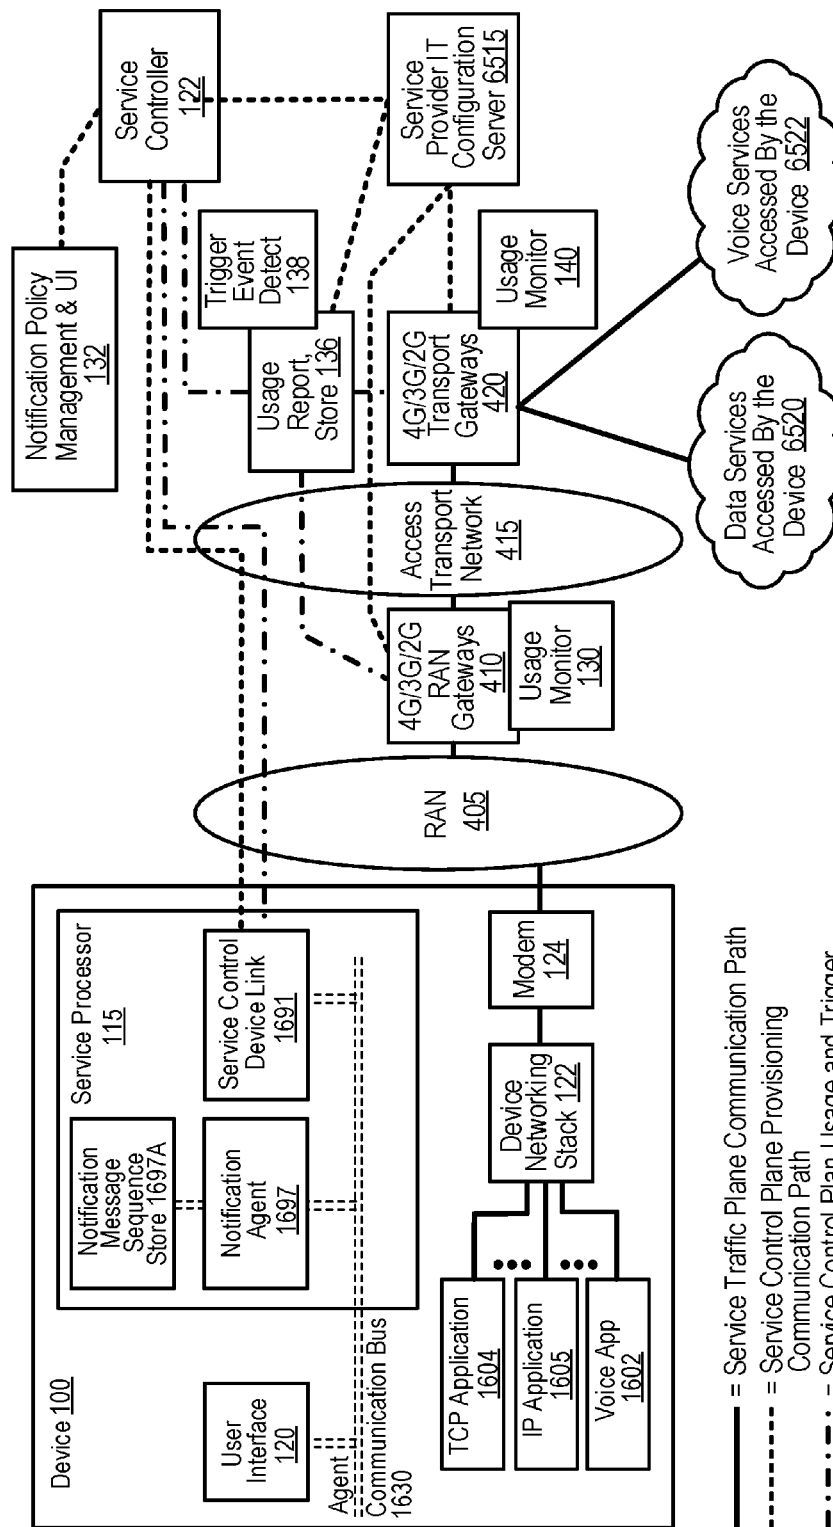 Device 100
User
Interface
120
Agent
Communication Bus
1630
Service Processor
115
Notification
Message
Sequence
Store 1697A
Notification
Agent
1697
Service Control
Device Link
1691
TCP Application
1604
IP Application
1605
Voice App
1602
Device
Networking
Stack 122
Modem
124
RAN
405
4G/3G/2G
RAN
Gateways
410
Usage
Monitor
130
Access
Transport
Network
415
Notification Policy
Management & UI
132
Service
Controller
122
Usage
Report,
Store 136
Trigger
Event
Detect
138
4G/3G/2G
Transport
Gateways
420
Usage
Monitor
140
Service
Provider IT
Configuration
Server 6515
Data Services
Accessed By the
Device 6520
Voice Services
Accessed By the
Device 6522
= Service Traffic Plane Communication Path
= Service Control Plane Provisioning
Communication Path
= Service Control Plan Usage and Trigger